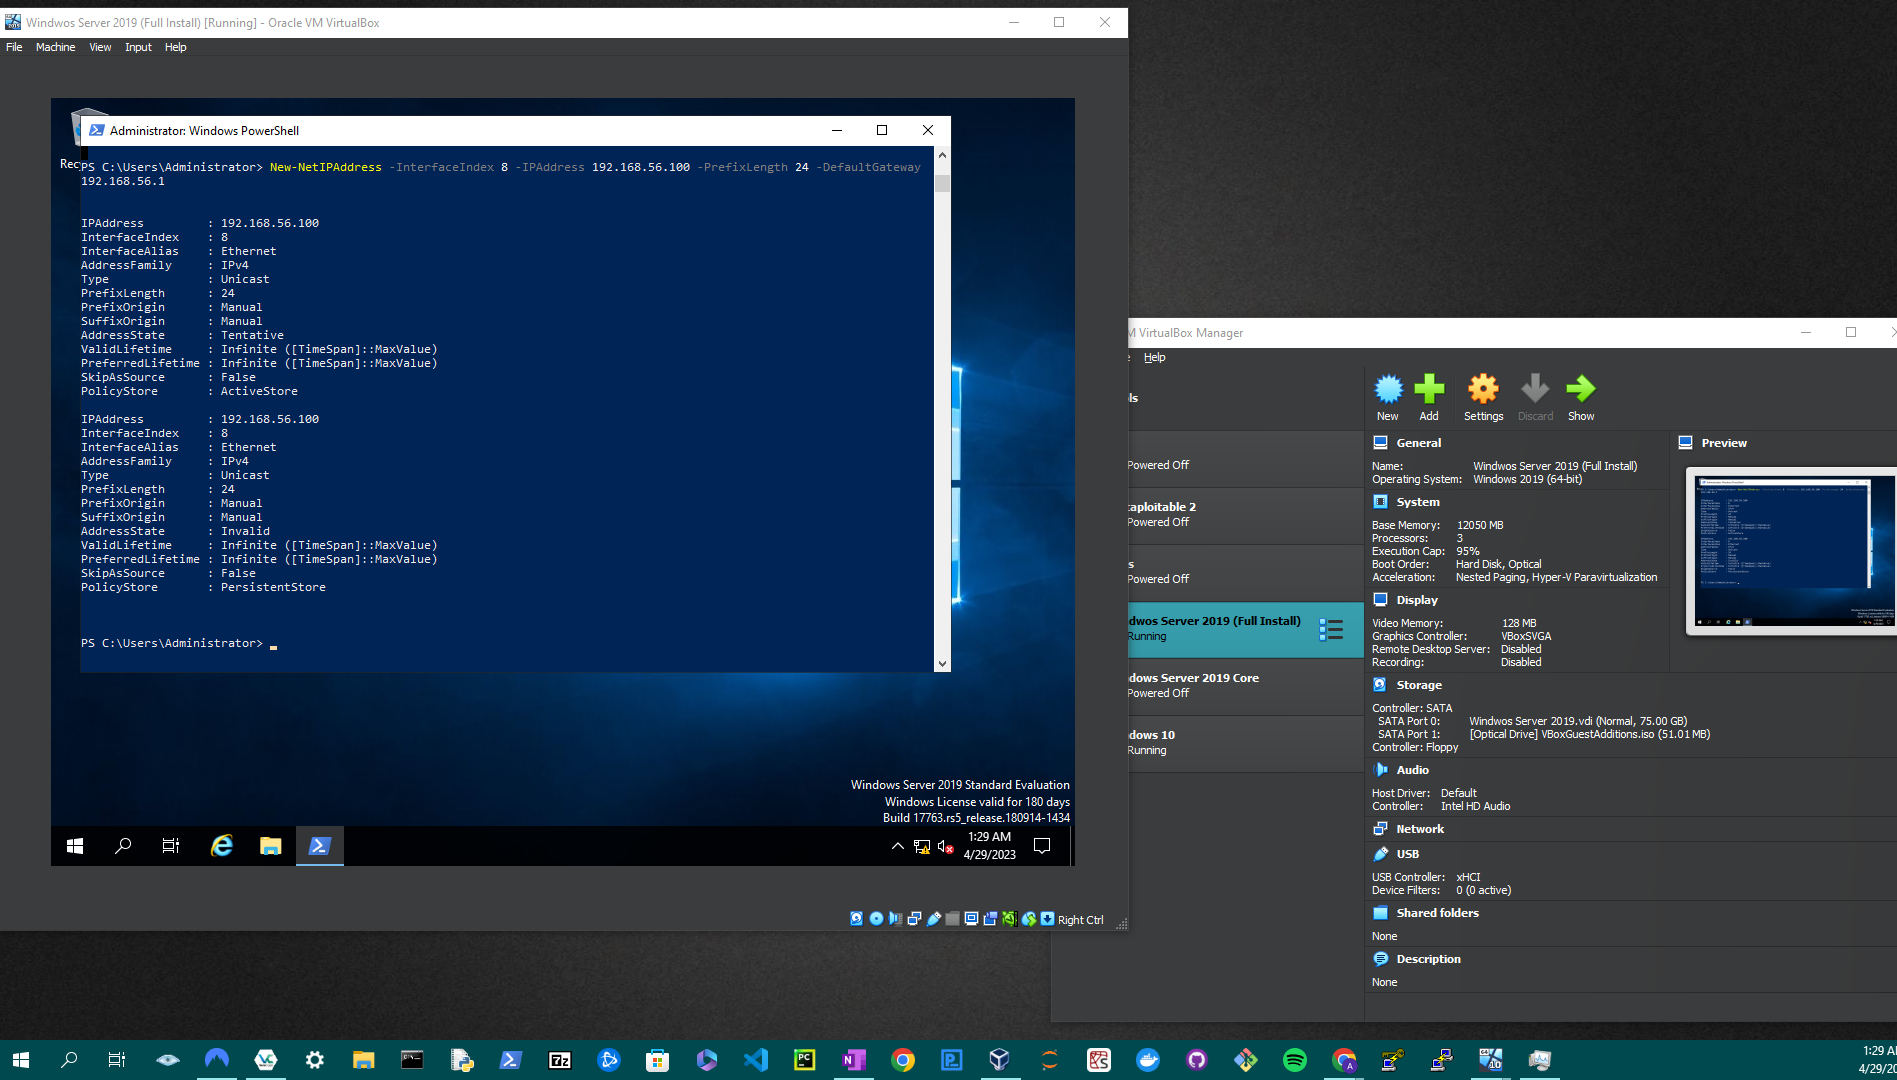 Windwos Server 2019 (Full Install) [Running] - Oracle VM VirtualBox
File Machine View Input Help
Administrator: Windows PowerShell
Rec
PS C:\Users\Administrator> New-NetIPAddress -InterfaceIndex 8 -IPAddress 192.168.56.100 -PrefixLength 24 -DefaultGateway
192.168.56.1
IPAddress : 192.168.56.100
InterfaceIndex : 8
InterfaceAlias : Ethernet
AddressFamily : IPv4
Type : Unicast
PrefixLength : 24
PrefixOrigin : Manual
SuffixOrigin : Manual
AddressState : Tentative
ValidLifetime : Infinite ([TimeSpan]::MaxValue)
PreferredLifetime : Infinite ([TimeSpan]::MaxValue)
SkipAsSource : False
PolicyStore : ActiveStore
IPAddress : 192.168.56.100
InterfaceIndex : 8
InterfaceAlias : Ethernet
AddressFamily : IPv4
Type : Unicast
PrefixLength : 24
PrefixOrigin : Manual
SuffixOrigin : Manual
AddressState : Invalid
ValidLifetime : Infinite ([TimeSpan]::MaxValue)
PreferredLifetime : Infinite ([TimeSpan]::MaxValue)
SkipAsSource : False
PolicyStore : PersistentStore
PS C:\Users\Administrator>
Windows Server 2019 Standard Evaluation
Windows License valid for 180 days
Build 17763.rs5_release.180914-1434
1:29 AM
4/29/2023
Right Ctrl
M VirtualBox Manager
e Help
ls
Powered Off
taploitable 2
Powered Off
s
Powered Off
dwos Server 2019 (Full Install)
Running
dows Server 2019 Core
Powered Off
dows 10
Running
New Add Settings Discard Show
General
Name: Windwos Server 2019 (Full Install)
Operating System: Windows 2019 (64-bit)
System
Base Memory: 12050 MB
Processors: 3
Execution Cap: 95%
Boot Order: Hard Disk, Optical
Acceleration: Nested Paging, Hyper-V Paravirtualization
Display
Video Memory: 128 MB
Graphics Controller: VBoxSVGA
Remote Desktop Server: Disabled
Recording: Disabled
Storage
Controller: SATA
SATA Port 0: Windwos Server 2019.vdi (Normal, 75.00 GB)
SATA Port 1: [Optical Drive] VBoxGuestAdditions.iso (51.01 MB)
Controller: Floppy
Audio
Host Driver: Default
Controller: Intel HD Audio
Network
USB
USB Controller: xHCI
Device Filters: 0 (0 active)
Shared folders
None
Description
None
Preview
1:29 A
4/29/20